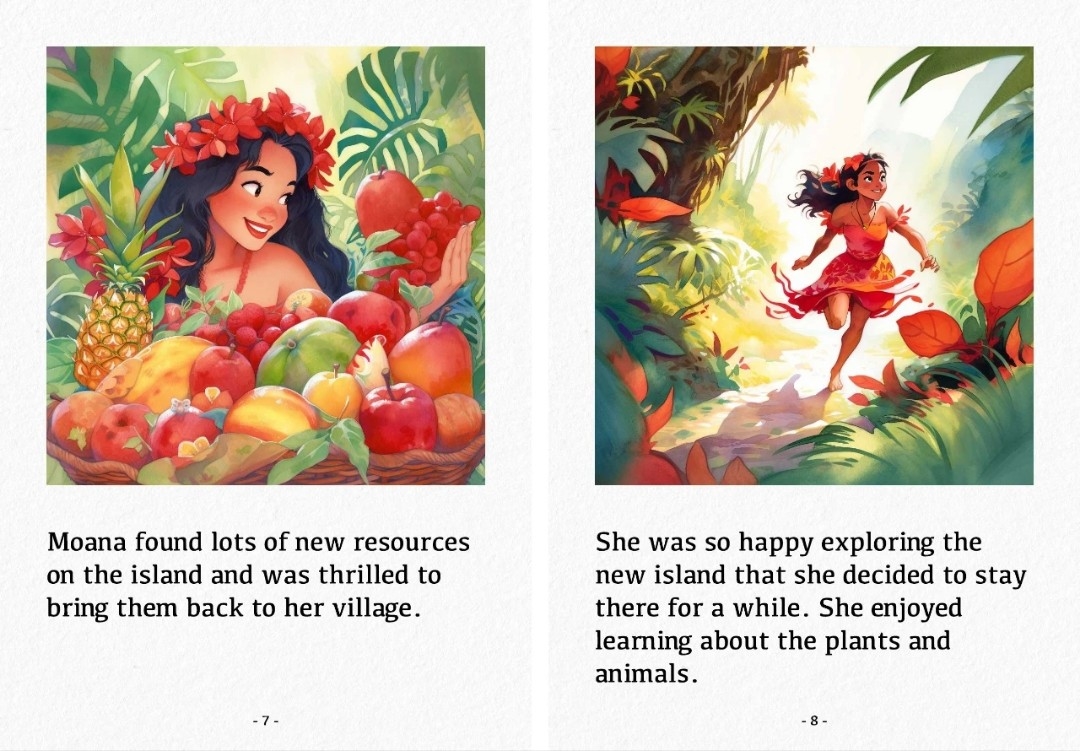 Moana found lots of new resources
on the island and was thrilled to
bring them back to her village.
- 7 -
She was so happy exploring the
new island that she decided to stay
there for a while. She enjoyed
learning about the plants and
animals.
- 8 -